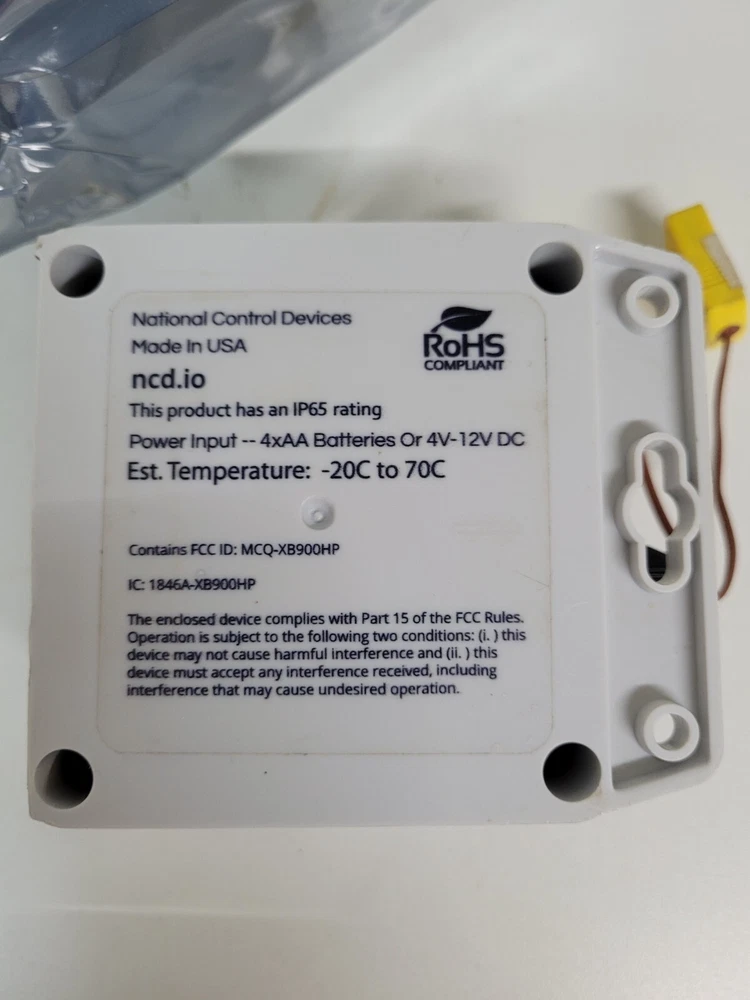 National Control Devices
Made In USA
ncd.io
RoHS
COMPLIANT
This product has an IP65 rating
Power Input -- 4xAA Batteries Or 4V-12V DC
Est. Temperature: -20C to 70C
Contains FCC ID: MCQ-XB900HP
IC: 1846A-XB900HP
The enclosed device complies with Part 15 of the FCC Rules.
Operation is subject to the following two conditions: (i. ) this
device may not cause harmful interference and (ii. ) this
device must accept any interference received, including
interference that may cause undesired operation.